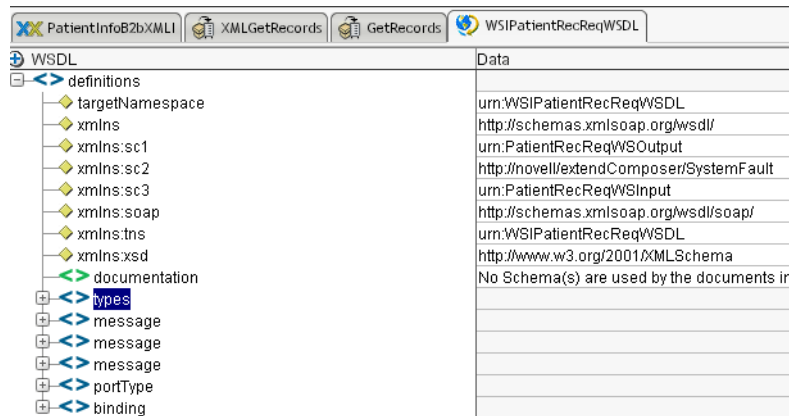 PatientInfoB2bXMLI XMLGetRecords GetRecords WSIPatientRecReqWSDL
WSDL Data
definitions
targetNamespace urn:WSIPatientRecReqWSDL
xmlns http://schemas.xmlsoap.org/wsdl/
xmlns:sc1 urn:PatientRecReqWSOutput
xmlns:sc2 http://novell/extendComposer/SystemFault
xmlns:sc3 urn:PatientRecReqWSInput
xmlns:soap http://schemas.xmlsoap.org/wsdl/soap/
xmlns:tns urn:WSIPatientRecReqWSDL
xmlns:xsd http://www.w3.org/2001/XMLSchema
documentation No Schema(s) are used by the documents in
types
message
message
message
portType
binding